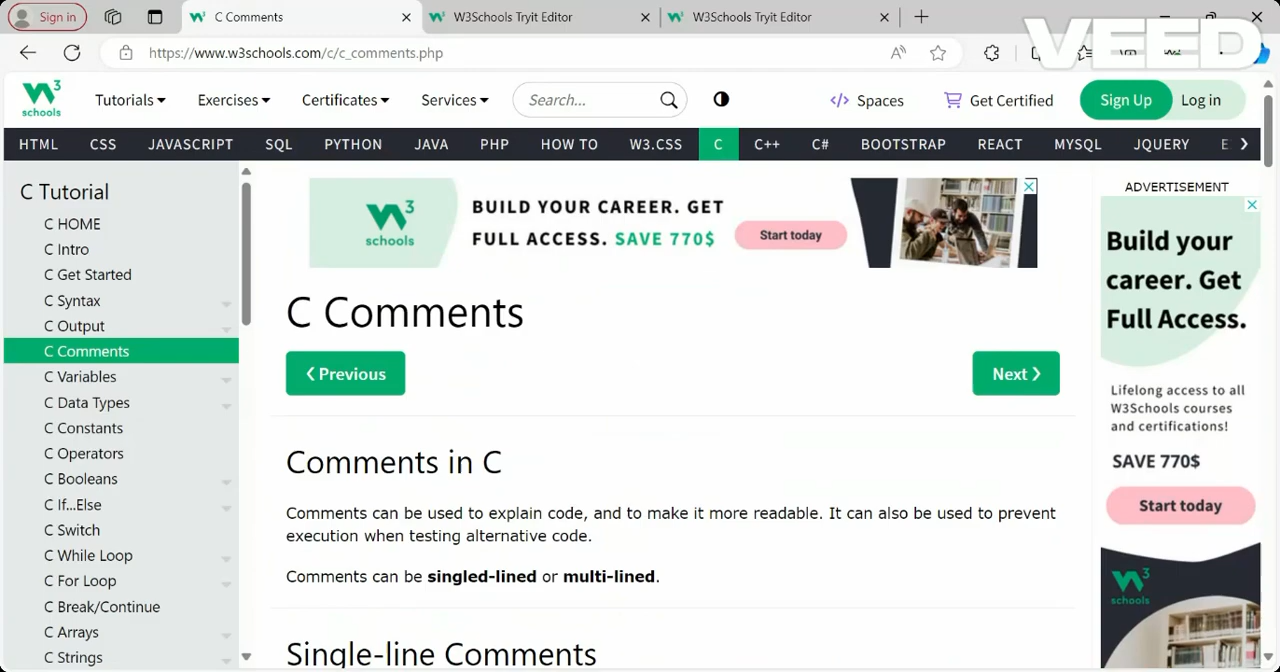 Sign in
C Comments
W3Schools Tryit Editor
W3Schools Tryit Editor
https://www.w3schools.com/c/c_comments.php
VEED
3
schools
Tutorials
Exercises
Certificates
Services
Search...
</> Spaces
Get Certified
Sign Up
Log in
HTML
CSS
JAVASCRIPT
SQL
PYTHON
JAVA
PHP
HOW TO
W3.CSS
C
C++
C#
BOOTSTRAP
REACT
MYSQL
JQUERY
E
C Tutorial
C HOME
C Intro
C Get Started
C Syntax
C Output
C Comments
C Variables
C Data Types
C Constants
C Operators
C Booleans
C If...Else
C Switch
C While Loop
C For Loop
C Break/Continue
C Arrays
C Strings
3
schools
BUILD YOUR CAREER. GET
FULL ACCESS. SAVE 770$
Start today
C Comments
❮ Previous
Next ❯
Comments in C
Comments can be used to explain code, and to make it more readable. It can also be used to prevent
execution when testing alternative code.
Comments can be singled-lined or multi-lined.
Single-line Comments
ADVERTISEMENT
Build your
career. Get
Full Access.
Lifelong access to all
W3Schools courses
and certifications!
SAVE 770$
Start today
3
schools